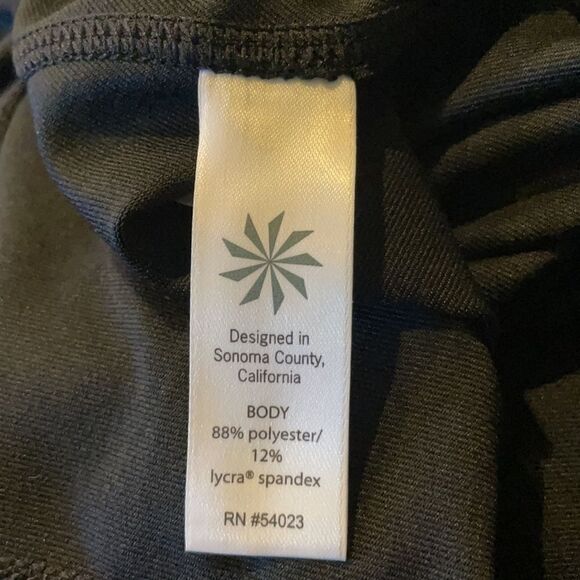 Designed in
Sonoma County,
California
BODY
88% polyester/
12%
lycra® spandex
RN #54023